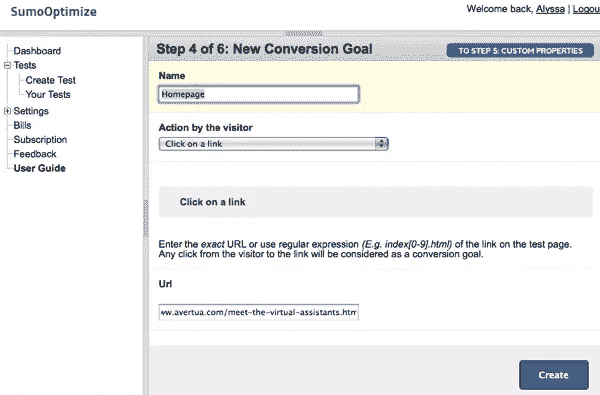 SumoOptimize
Welcome back, Alyssa | Logou
Dashboard
Tests
Create Test
Your Tests
Settings
Bills
Subscription
Feedback
User Guide
Step 4 of 6: New Conversion Goal
TO STEP 5: CUSTOM PROPERTIES
Name
Homepage
Action by the visitor
Click on a link
Click on a link
Enter the exact URL or use regular expression (E.g. index[0-9].html) of the link on the test page.
Any click from the visitor to the link will be considered as a conversion goal.
Url
ww.avertua.com/meet-the-virtual-assistants.htm
Create